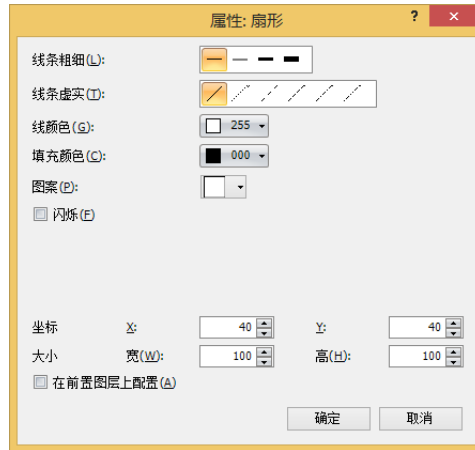 属性: 扇形 ? ×
线条粗细(L):
线条虚实(T):
线颜色(G): 255
填充颜色(C): 000
图案(P):
闪烁(F)
坐标 X: 40 Y: 40
大小 宽(W): 100 高(H): 100
在前置图层上配置(A)
确定 取消